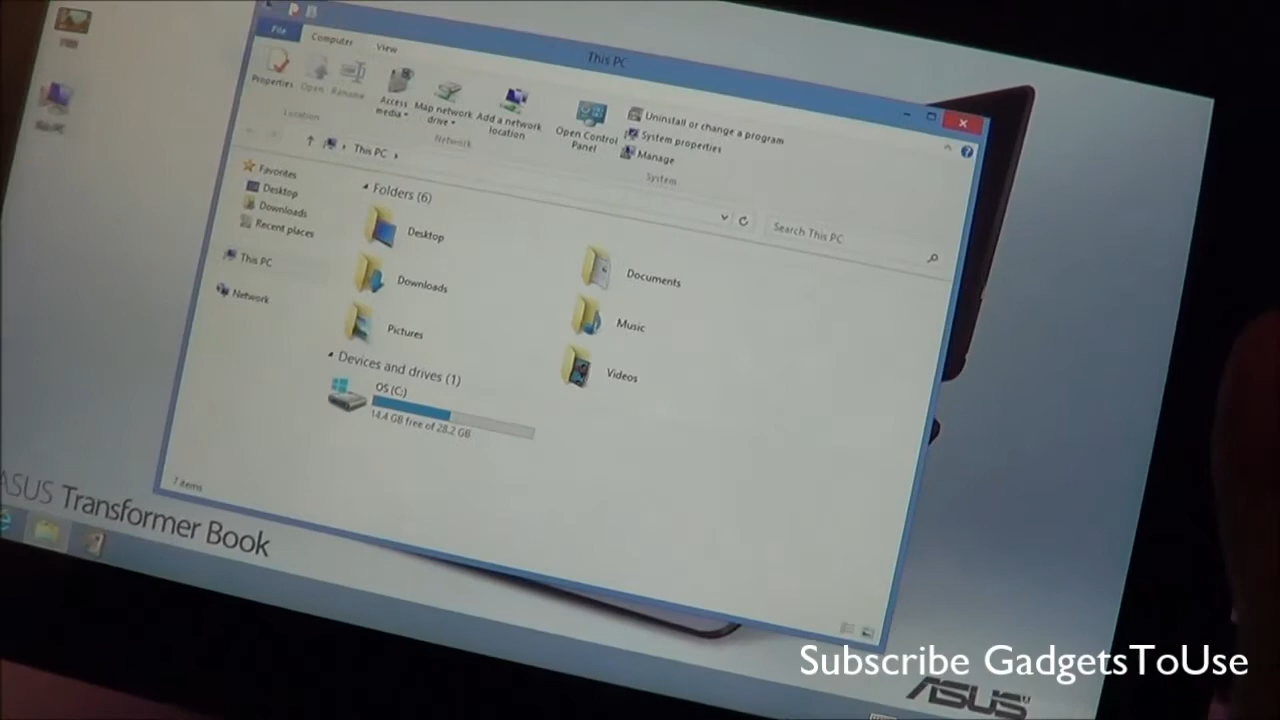 This PC
File
Computer
View
Properties
Open
Rename
Access media
Map network drive
Add a network location
Open Control Panel
Uninstall or change a program
System properties
Manage
Location
Network
System
This PC
Search This PC
Favorites
Desktop
Downloads
Recent places
This PC
Network
Folders (6)
Desktop
Documents
Downloads
Music
Pictures
Videos
Devices and drives (1)
OS (C:)
14.4 GB free of 28.2 GB
7 items
ASUS Transformer Book
Subscribe GadgetsToUse
ASUS